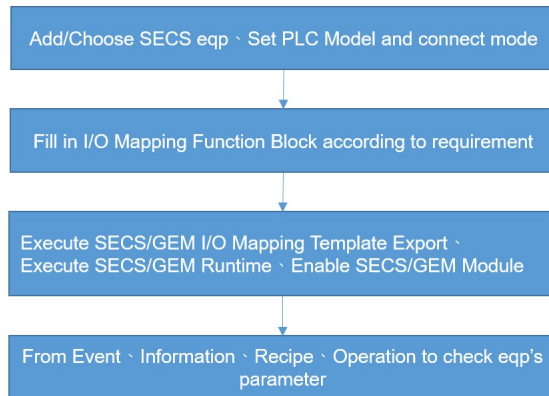 Add/Choose SECS eqp、Set PLC Model and connect mode
Fill in I/O Mapping Function Block according to requirement
Execute SECS/GEM I/O Mapping Template Export、
Execute SECS/GEM Runtime、Enable SECS/GEM Module
From Event、Information、Recipe、Operation to check eqp's
parameter